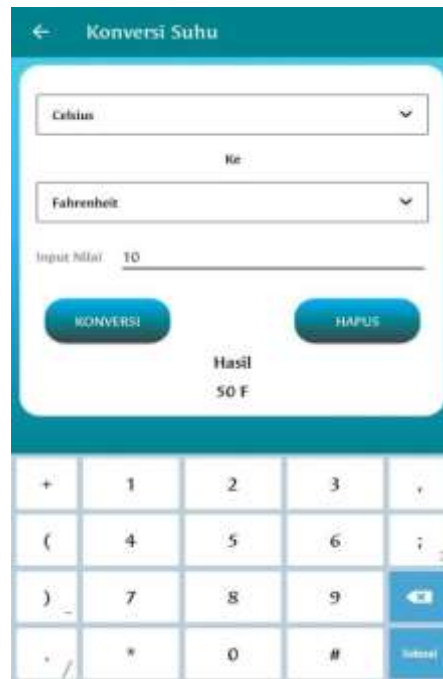 ← Konversi Suhu
Celsius
Ke
Fahrenheit
Input Nilai 10
KONVERSI HAPUS
Hasil
50 F
+ 1 2 3 ,
( 4 5 6 ;
) _ 7 8 9
. / * 0 #